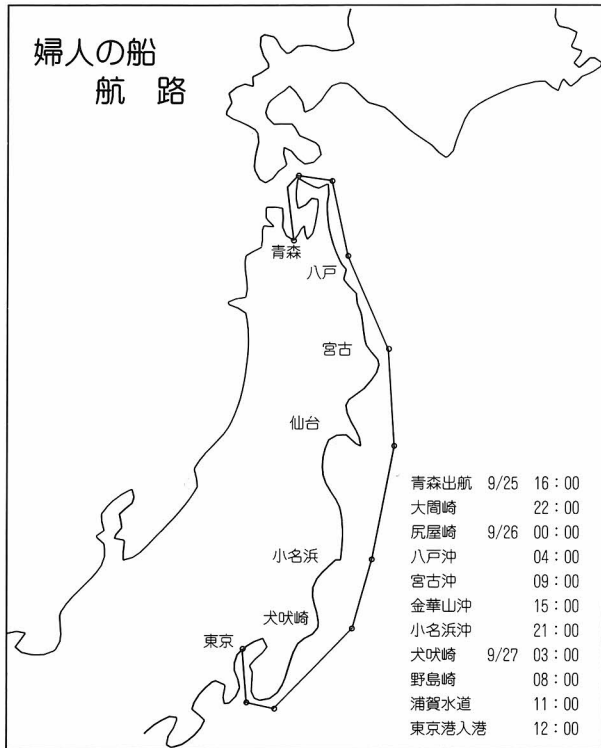 婦人の船
航 路
青森
八戸
宮古
仙台
小名浜
犬吠崎
東京
青森出航 9/25 16:00
大間崎 22:00
尻屋崎 9/26 00:00
八戸沖 04:00
宮古沖 09:00
金華山沖 15:00
小名浜沖 21:00
犬吠崎 9/27 03:00
野島崎 08:00
浦賀水道 11:00
東京港入港 12:00